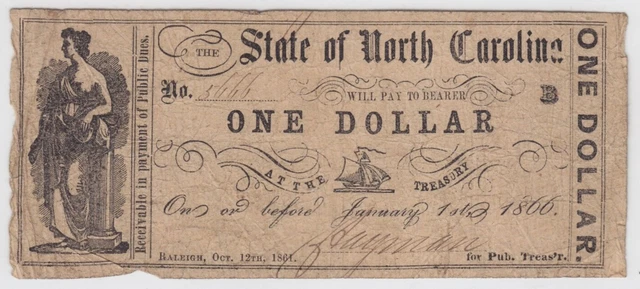 Receivable in payment of Public Dues.
THE State of North Carolina
No. 5666
WILL PAY TO BEARER B
ONE DOLLAR
AT THE TREASURY
On or before January 1st, 1866.
RALEIGH, OCT. 12TH, 1861.
for Pub. Treas'r.
ONE DOLLAR.